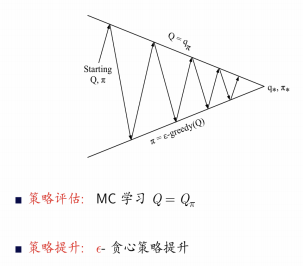 Q = qπ
Starting
Q, π
q*, π*
π = ε-greedy(Q)
策略评估: MC 学习 Q = Qπ
策略提升: ϵ- 贪心策略提升